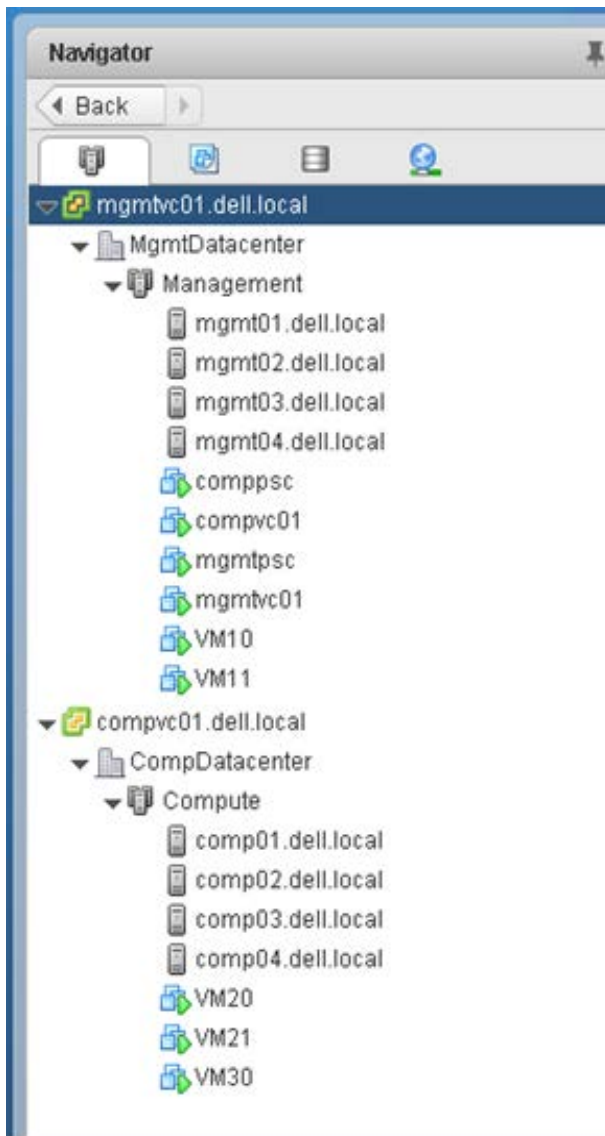 Navigator
Back
mgmtvc01.dell.local
MgmtDatacenter
Management
mgmt01.dell.local
mgmt02.dell.local
mgmt03.dell.local
mgmt04.dell.local
comppsc
compvc01
mgmtpsc
mgmtvc01
VM10
VM11
compvc01.dell.local
CompDatacenter
Compute
comp01.dell.local
comp02.dell.local
comp03.dell.local
comp04.dell.local
VM20
VM21
VM30